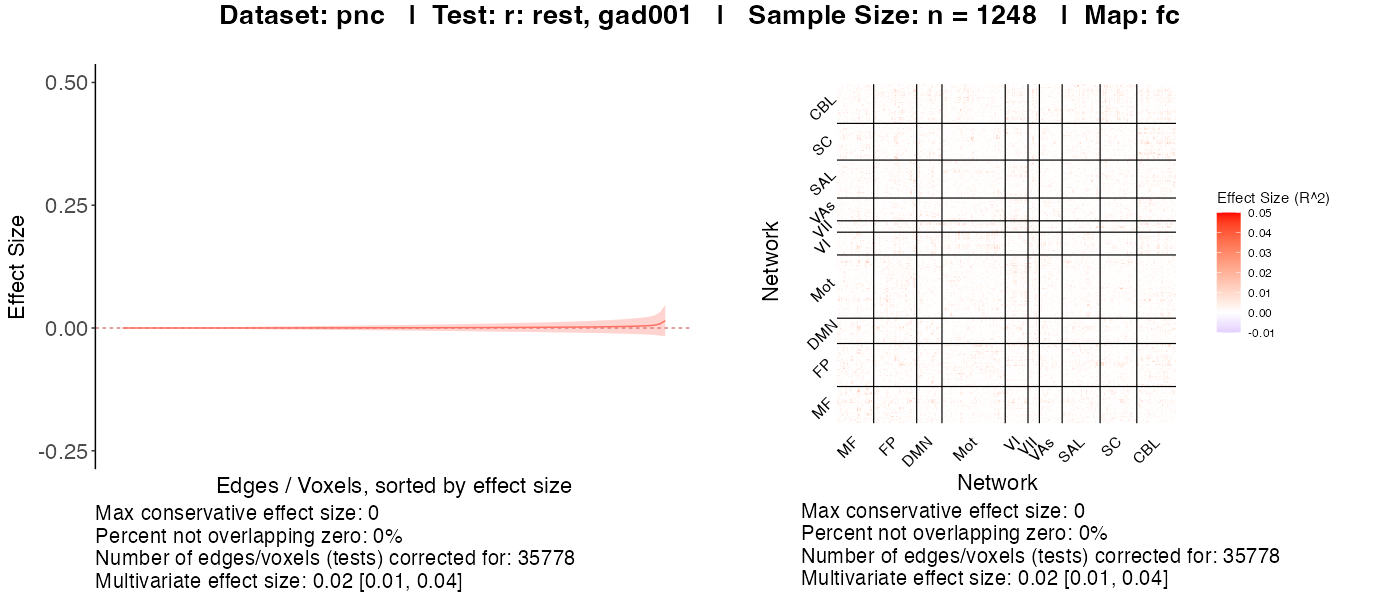 Dataset: pnc | Test: r: rest, gad001 | Sample Size: n = 1248 | Map: fc
0.50
0.25
0.00
-0.25
Effect Size
Edges / Voxels, sorted by effect size
Max conservative effect size: 0
Percent not overlapping zero: 0%
Number of edges/voxels (tests) corrected for: 35778
Multivariate effect size: 0.02 [0.01, 0.04]
Network
CBL
SC
SAL
VAs
VII
VI
Mot
DMN
FP
MF
MF
FP
DMN
Mot
VI
VII
VAs
SAL
SC
CBL
Network
Effect Size (R^2)
0.05
0.04
0.03
0.02
0.01
0.00
-0.01
Max conservative effect size: 0
Percent not overlapping zero: 0%
Number of edges/voxels (tests) corrected for: 35778
Multivariate effect size: 0.02 [0.01, 0.04]